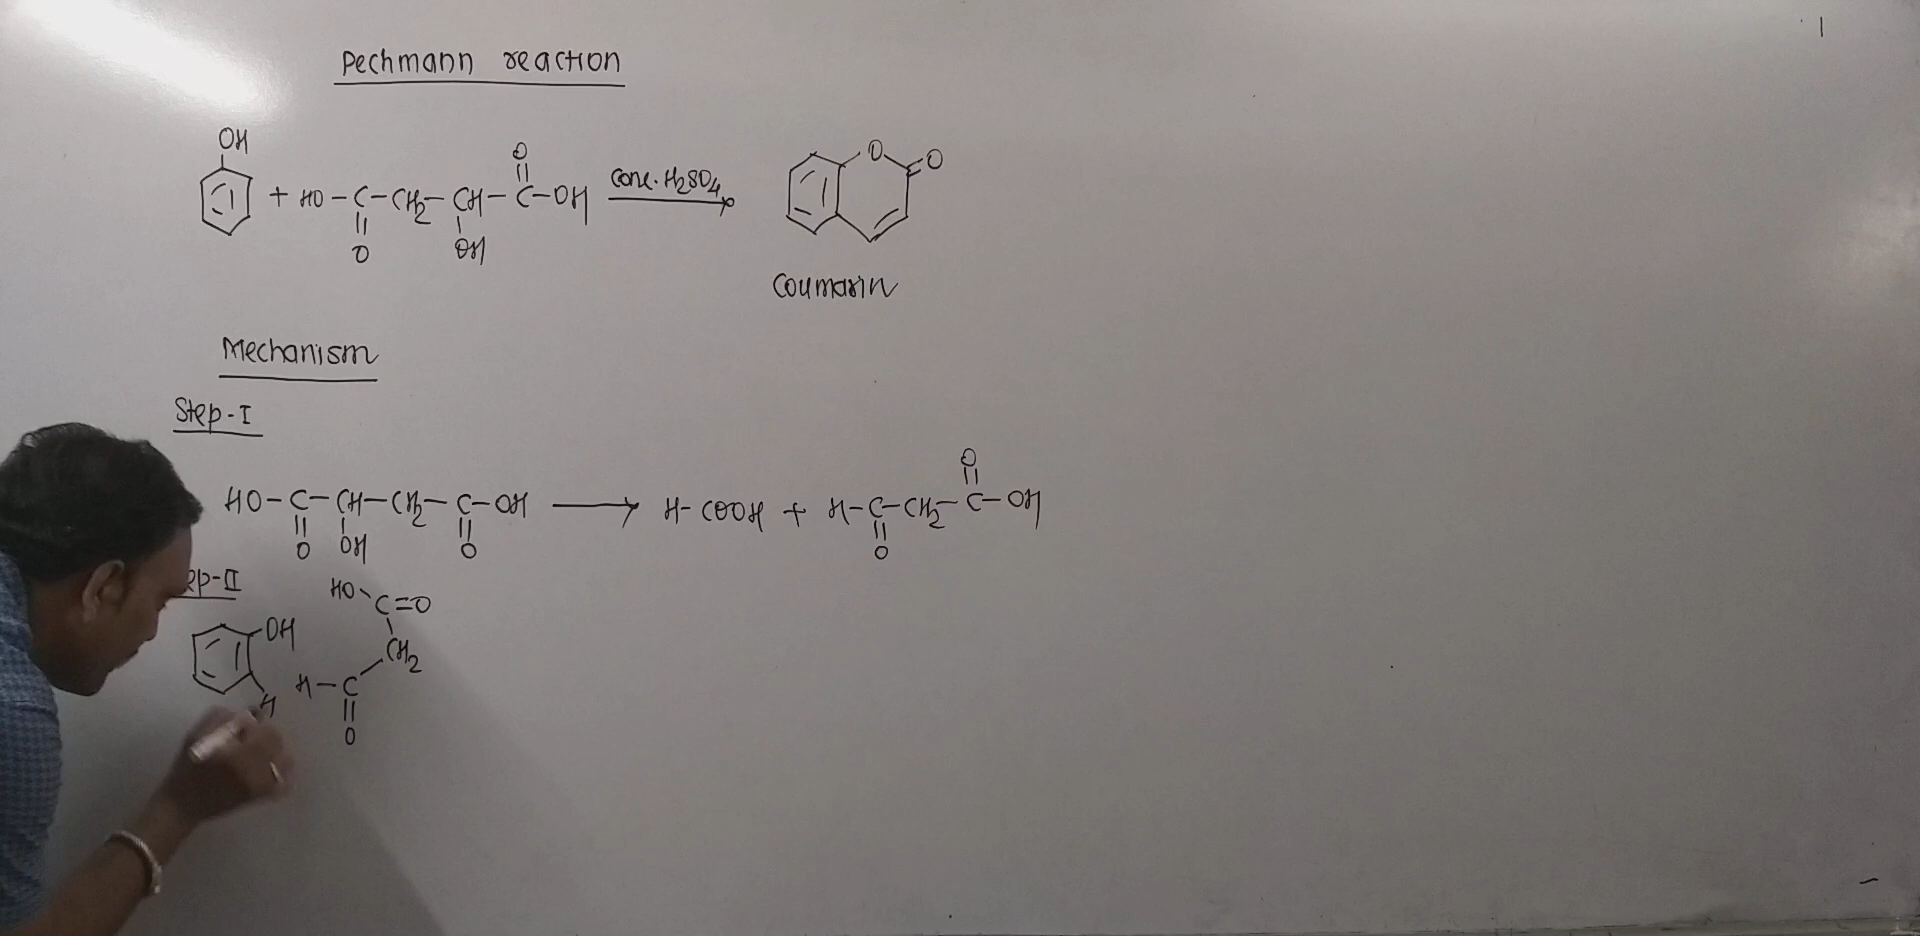 Pechmann reaction
OH
+ HO-C-CH2-CH-C-OH conc. H2SO4 O O
O OH O
Coumarin
Mechanism
Step-I
HO-C-CH-CH2-C-OH H-COOH + H-C-CH2-C-OH
O OH O O O
ep-II
HO C=O
OH CH2
H H-C
O